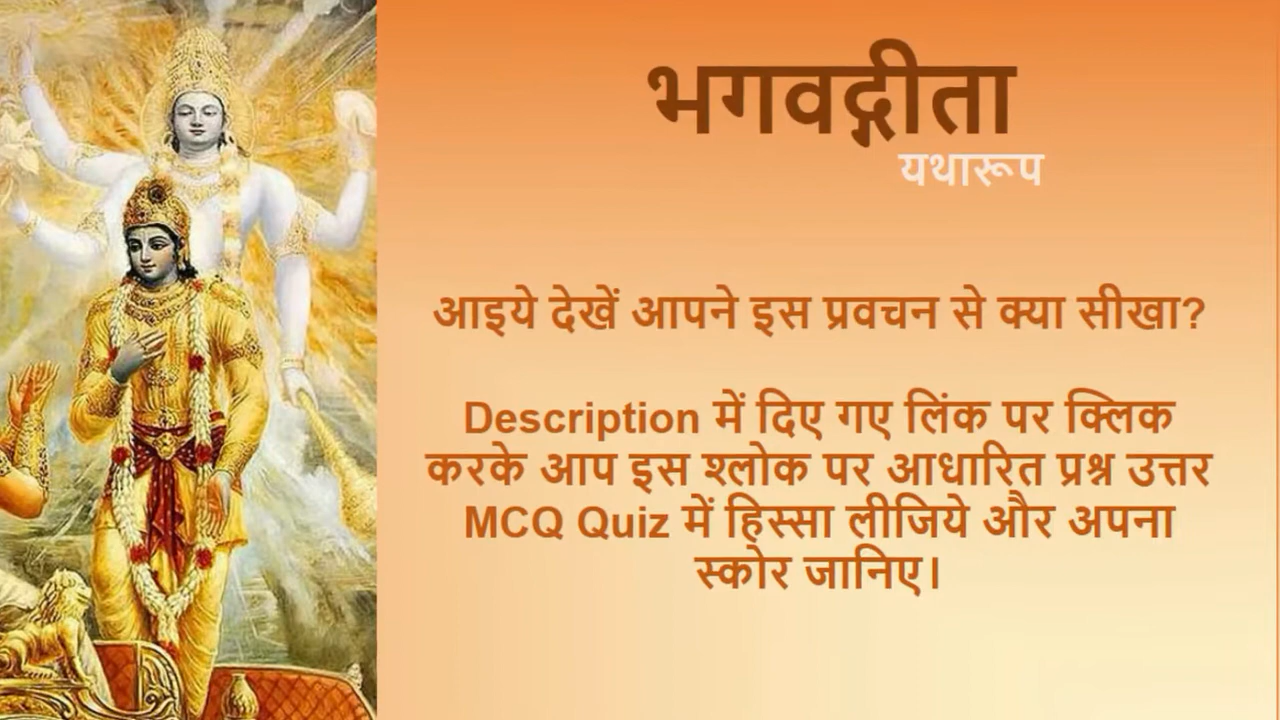 भगवद्गीता
यथारूप
आइये देखें आपने इस प्रवचन से क्या सीखा?
Description में दिए गए लिंक पर क्लिक
करके आप इस श्लोक पर आधारित प्रश्न उत्तर
MCQ Quiz में हिस्सा लीजिये और अपना
स्कोर जानिए।